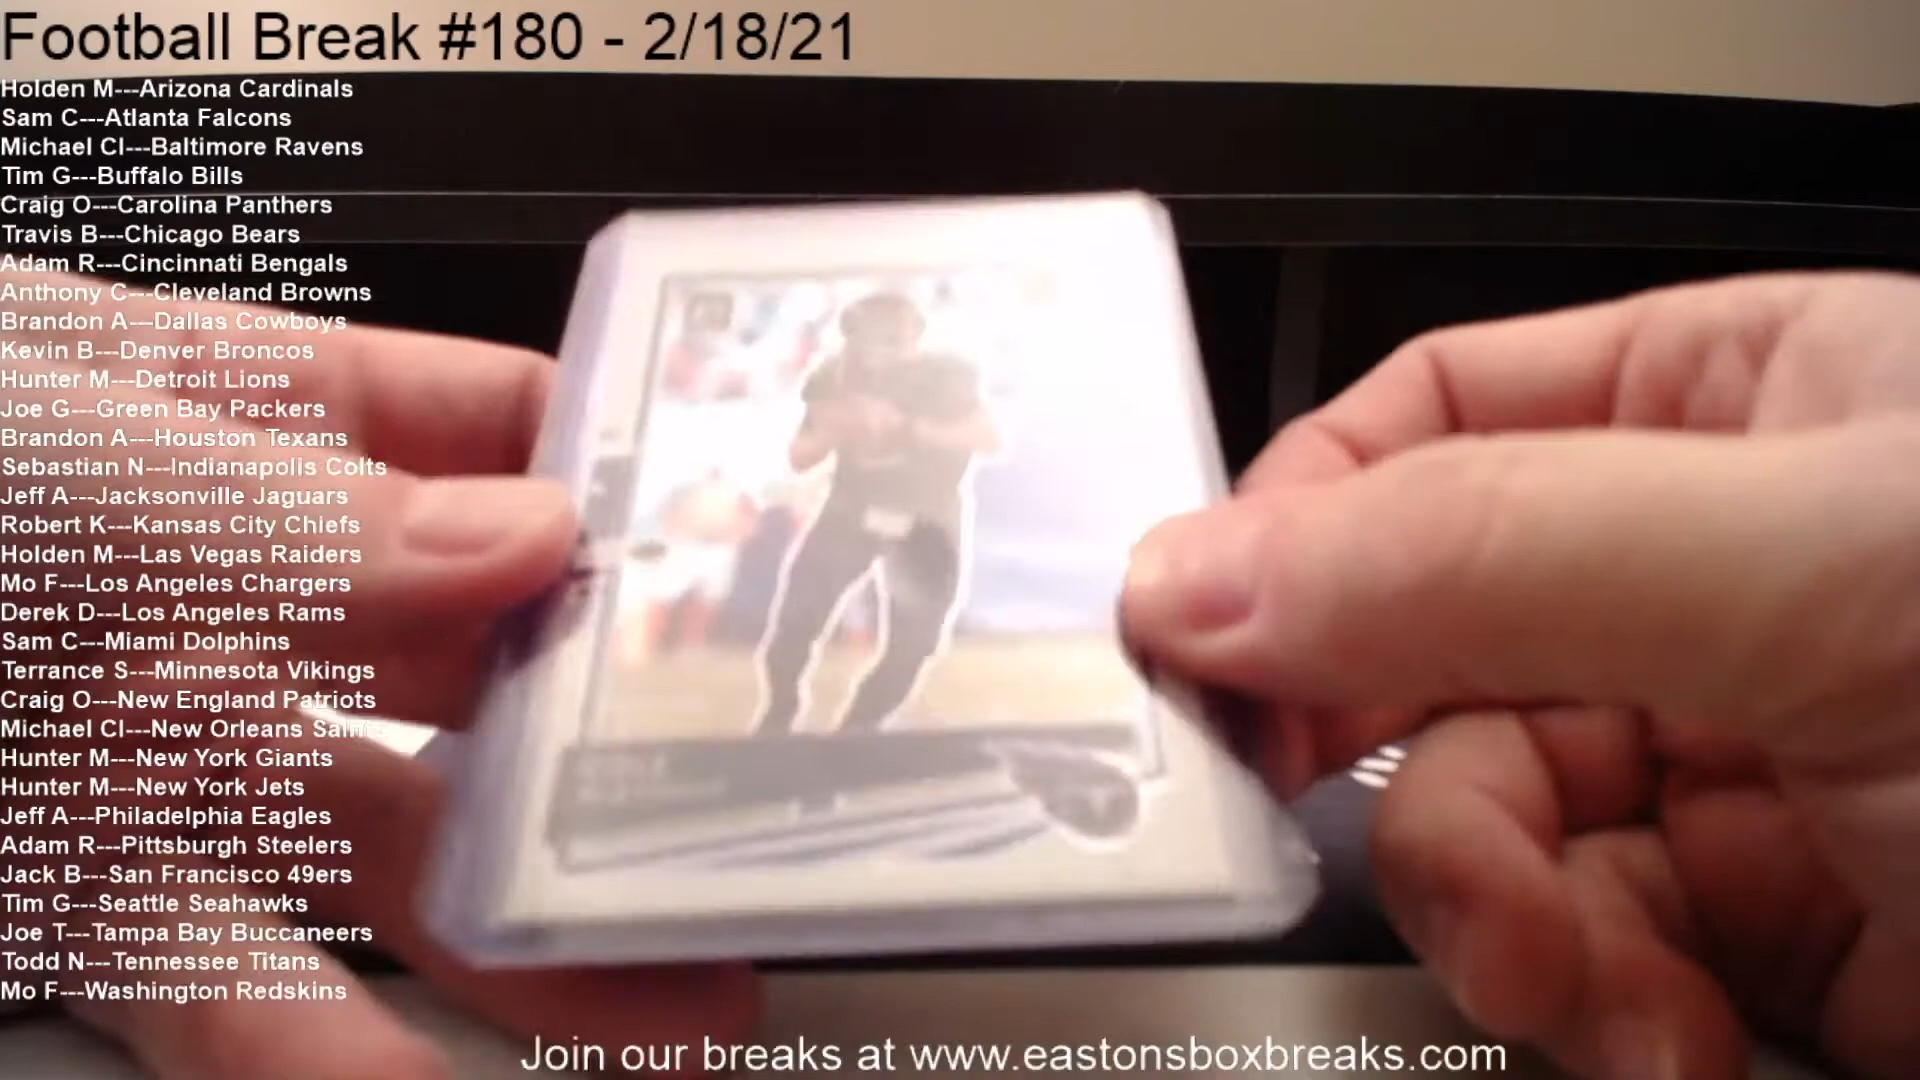 Football Break #180 - 2/18/21
Holden M---Arizona Cardinals
Sam C---Atlanta Falcons
Michael Cl---Baltimore Ravens
Tim G---Buffalo Bills
Craig O---Carolina Panthers
Travis B---Chicago Bears
Adam R---Cincinnati Bengals
Anthony C---Cleveland Browns
Brandon A---Dallas Cowboys
Kevin B---Denver Broncos
Hunter M---Detroit Lions
Joe G---Green Bay Packers
Brandon A---Houston Texans
Sebastian N---Indianapolis Colts
Jeff A---Jacksonville Jaguars
Robert K---Kansas City Chiefs
Holden M---Las Vegas Raiders
Mo F---Los Angeles Chargers
Derek D---Los Angeles Rams
Sam C---Miami Dolphins
Terrance S---Minnesota Vikings
Craig O---New England Patriots
Michael Cl---New Orleans Saints
Hunter M---New York Giants
Hunter M---New York Jets
Jeff A---Philadelphia Eagles
Adam R---Pittsburgh Steelers
Jack B---San Francisco 49ers
Tim G---Seattle Seahawks
Joe T---Tampa Bay Buccaneers
Todd N---Tennessee Titans
Mo F---Washington Redskins
Join our breaks at www.eastonsboxbreaks.com